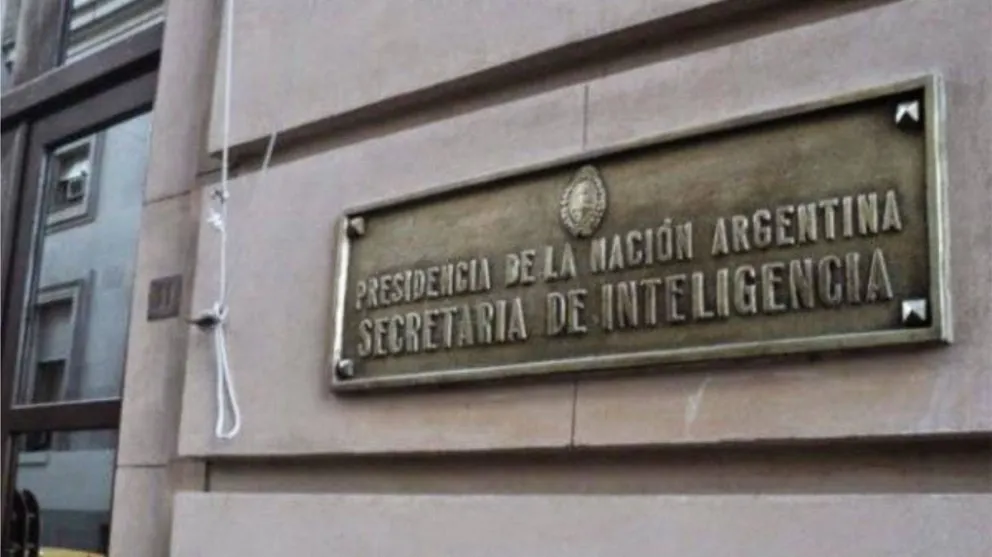 PRESIDENCIA DE LA NACIÓN ARGENTINA
SECRETARIA DE INTELIGENCIA